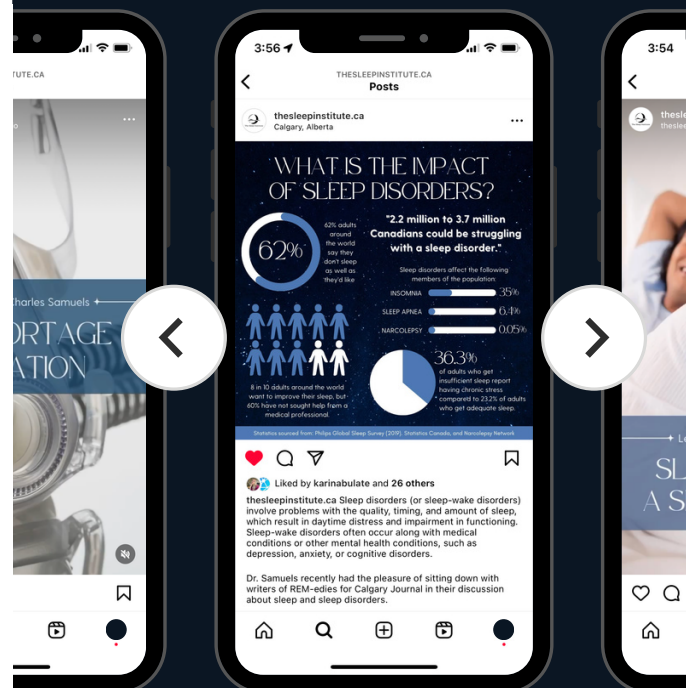 TUTE.CA
Charles Samuels
ORTAGE
ATION
3:56
THESLEEPINSTITUTE.CA
Posts
thesleepinstitute.ca
Calgary, Alberta
WHAT IS THE IMPACT
OF SLEEP DISORDERS?
62%
62% adults
around
the world
say they
don't sleep
as well as
they'd like
"2.2 million to 3.7 million
Canadians could be struggling
with a sleep disorder."
Sleep disorders affect the following
members of the population:
INSOMNIA 35%
SLEEP APNEA 6.4%
NARCOLEPSY 0.05%
8 in 10 adults around the world
want to improve their sleep, but
60% have not sought help from a
medical professional.
36.3%
of adults who get
insufficient sleep report
having chronic stress
compared to 23.2% of adults
who get adequate sleep.
Statistics sourced from: Philips Global Sleep Survey (2019), Statistics Canada, and Narcolepsy Network
Liked by karinabulate and 26 others
thesleepinstitute.ca Sleep disorders (or sleep-wake disorders)
involve problems with the quality, timing, and amount of sleep,
which result in daytime distress and impairment in functioning.
Sleep-wake disorders often occur along with medical
conditions or other mental health conditions, such as
depression, anxiety, or cognitive disorders.
Dr. Samuels recently had the pleasure of sitting down with
writers of REM-edies for Calgary Journal in their discussion
about sleep and sleep disorders.
3:54
thesle
thesleep
Le
SL
A S